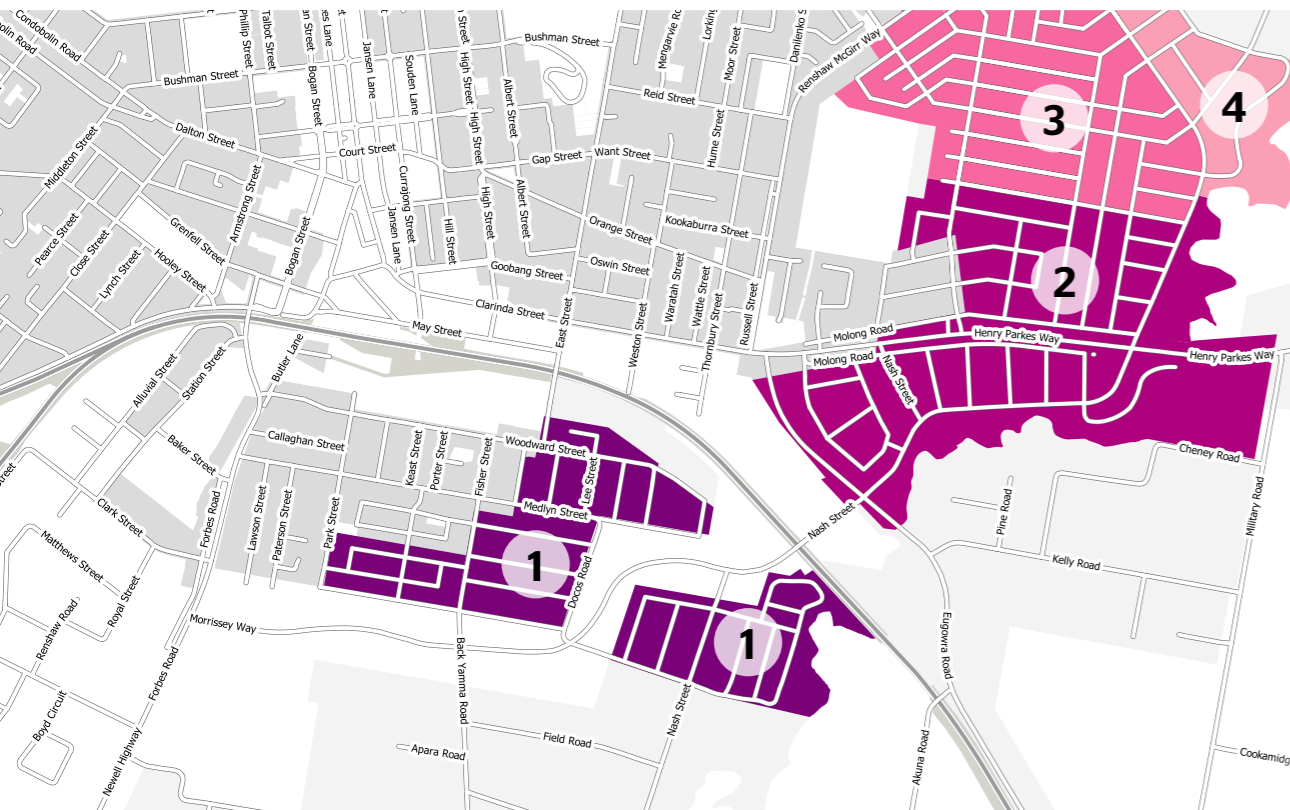 Condobolin Road
Phillip Street
Talbot Street
Jansen Lane
Souden Lane
High Street
Bushman Street
Mengarvie
Moor Street
Renshaw McGirr Way
Bushman Street
Bogan Street
High Street
Albert Street
Reid Street
Hume Street
3
4
Dalton Street
Court Street
Gap Street
Want Street
Middleton Street
Armstrong Street
Currajong Street
Jansen Lane
Hill Street
High Street
Albert Street
Orange Street
Kookaburra Street
Pearce Street
Close Street
Lynch Street
Grenfell Street
Hooley Street
Bogan Street
Goobang Street
Oswin Street
Waratah Street
Wattle Street
Thornbury Street
Russell Street
2
Clarinda Street
May Street
East Street
Weston Street
Molong Road
Molong Road
Henry Parkes Way
Henry Parkes Way
Nash Street
Alluvial Street
Station Street
Butler Lane
Callaghan Street
Baker Street
Keast Street
Porter Street
Fisher Street
Woodward Street
Lee Street
Medlyn Street
Cheney Road
Forbes Road
Lawson Street
Paterson Street
Park Street
Clark Street
Nash Street
Pine Road
Military Road
Matthews Street
Royal Street
Renshaw Road
1
Docos Road
Kelly Road
Morrissey Way
Back Yamma Road
1
Eugowra Road
Forbes Road
Boyd Circuit
Newell Highway
Nash Street
Apara Road
Field Road
Akuna Road
Cookamidg